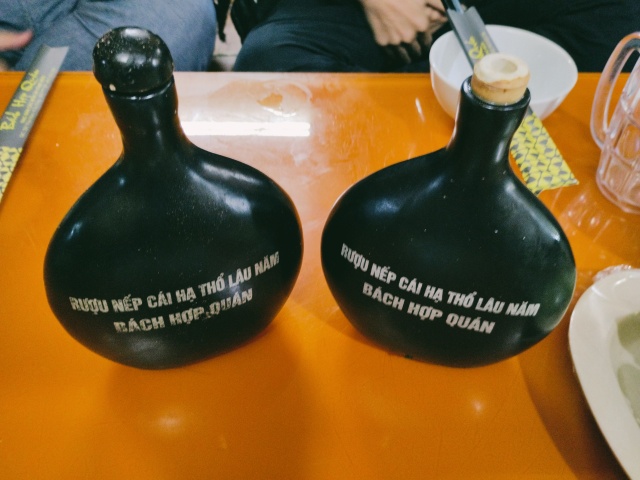 RƯỢU NẾP CÁI HẠ THỔ LÂU NĂM
BÁCH HỢP QUÁN
RƯỢU NẾP CÁI HẠ THỔ LÂU NĂM
BÁCH HỢP QUÁN